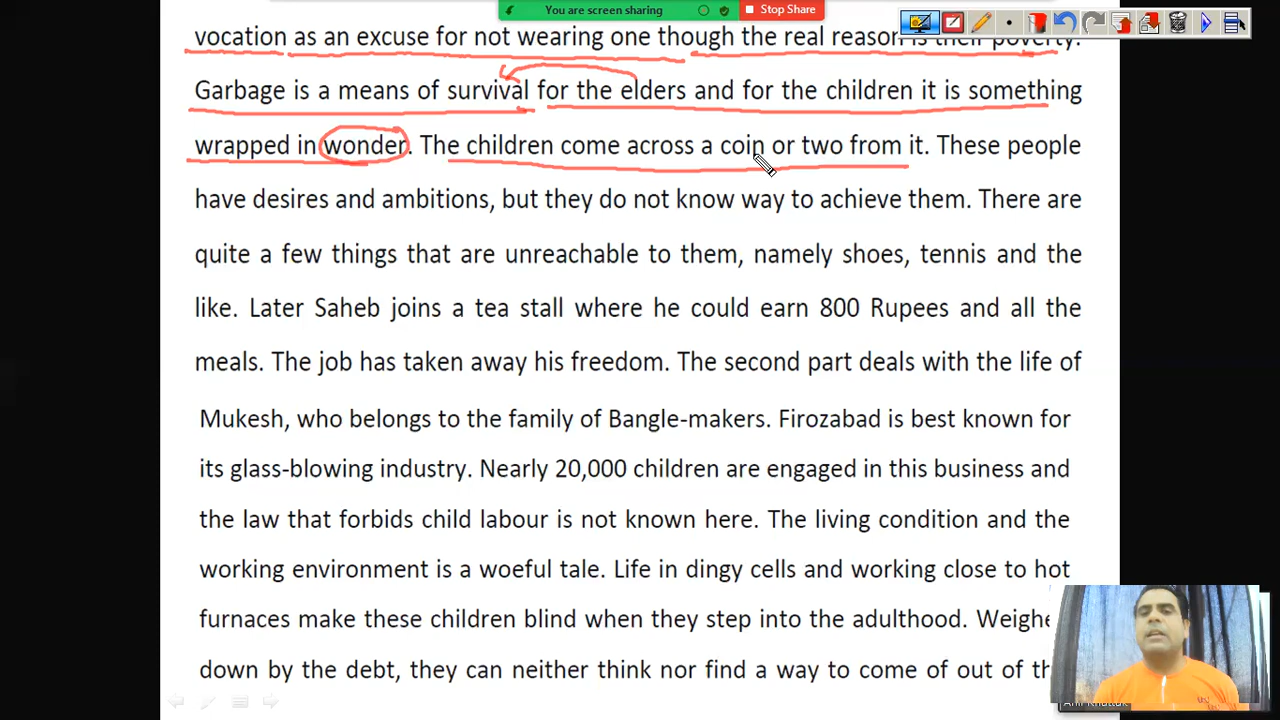 You are screen sharing
Stop Share
vocation as an excuse for not wearing one though the real reason is their poverty.
Garbage is a means of survival for the elders and for the children it is something
wrapped in wonder. The children come across a coin or two from it. These people
have desires and ambitions, but they do not know way to achieve them. There are
quite a few things that are unreachable to them, namely shoes, tennis and the
like. Later Saheb joins a tea stall where he could earn 800 Rupees and all the
meals. The job has taken away his freedom. The second part deals with the life of
Mukesh, who belongs to the family of Bangle-makers. Firozabad is best known for
its glass-blowing industry. Nearly 20,000 children are engaged in this business and
the law that forbids child labour is not known here. The living condition and the
working environment is a woeful tale. Life in dingy cells and working close to hot
furnaces make these children blind when they step into the adulthood. Weighe
down by the debt, they can neither think nor find a way to come of out of th